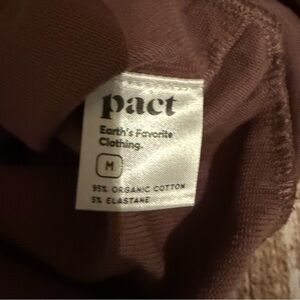 pact
Earth's Favorite
Clothing.
M
95% ORGANIC COTTON
5% ELASTANE